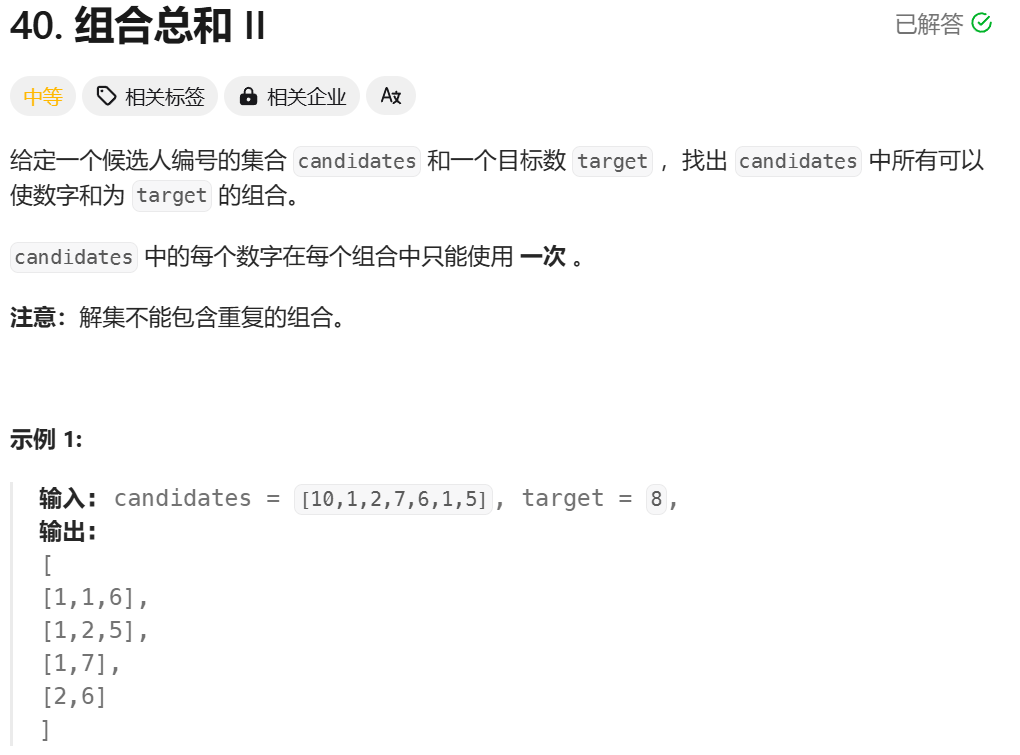 40. 组合总和 II
已解答
中等 相关标签 相关企业
给定一个候选人编号的集合 candidates 和一个目标数 target ，找出 candidates 中所有可以
使数字和为 target 的组合。
candidates 中的每个数字在每个组合中只能使用 一次 。
注意：解集不能包含重复的组合。
示例 1:
输入: candidates = [10,1,2,7,6,1,5], target = 8,
输出:
[
[1,1,6],
[1,2,5],
[1,7],
[2,6]
]